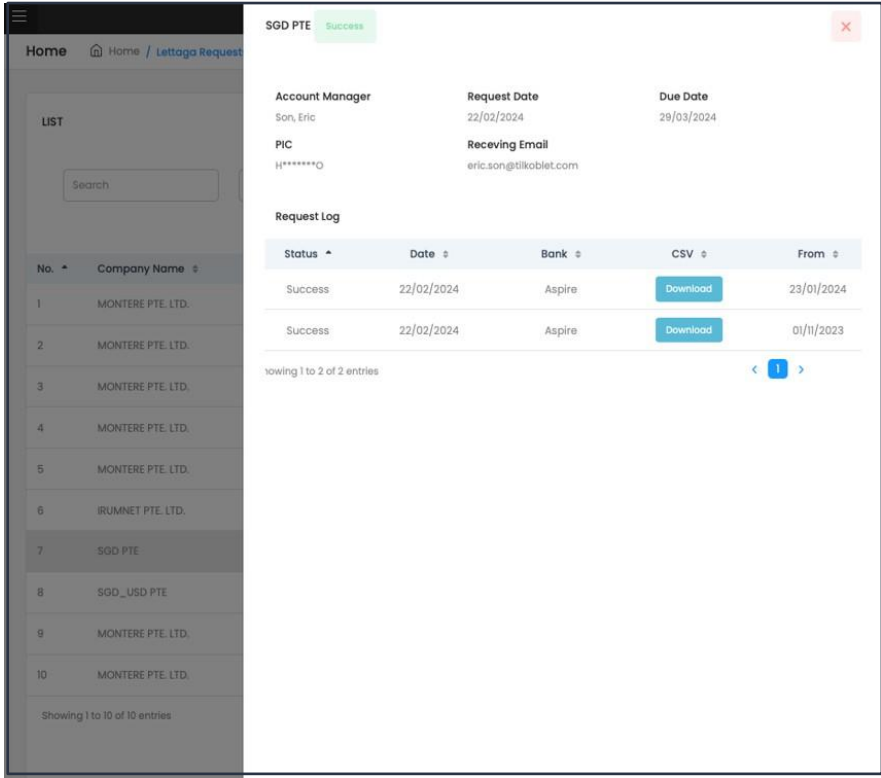 SGD PTE Success
Home Home / Lettaga Request
Account Manager Request Date Due Date
Son, Eric 22/02/2024 29/03/2024
PIC Receving Email
H*******O eric.son@tilkoblet.com
LIST
Search
Request Log
Status Date Bank CSV From
Success 22/02/2024 Aspire Download 23/01/2024
Success 22/02/2024 Aspire Download 01/11/2023
howing 1 to 2 of 2 entries 1
No. Company Name
1 MONTERE PTE. LTD.
2 MONTERE PTE. LTD.
3 MONTERE PTE. LTD.
4 MONTERE PTE. LTD.
5 MONTERE PTE. LTD.
6 IRUMNET PTE. LTD.
7 SGD PTE
8 SGD_USD PTE
9 MONTERE PTE. LTD.
10 MONTERE PTE. LTD.
Showing 1 to 10 of 10 entries